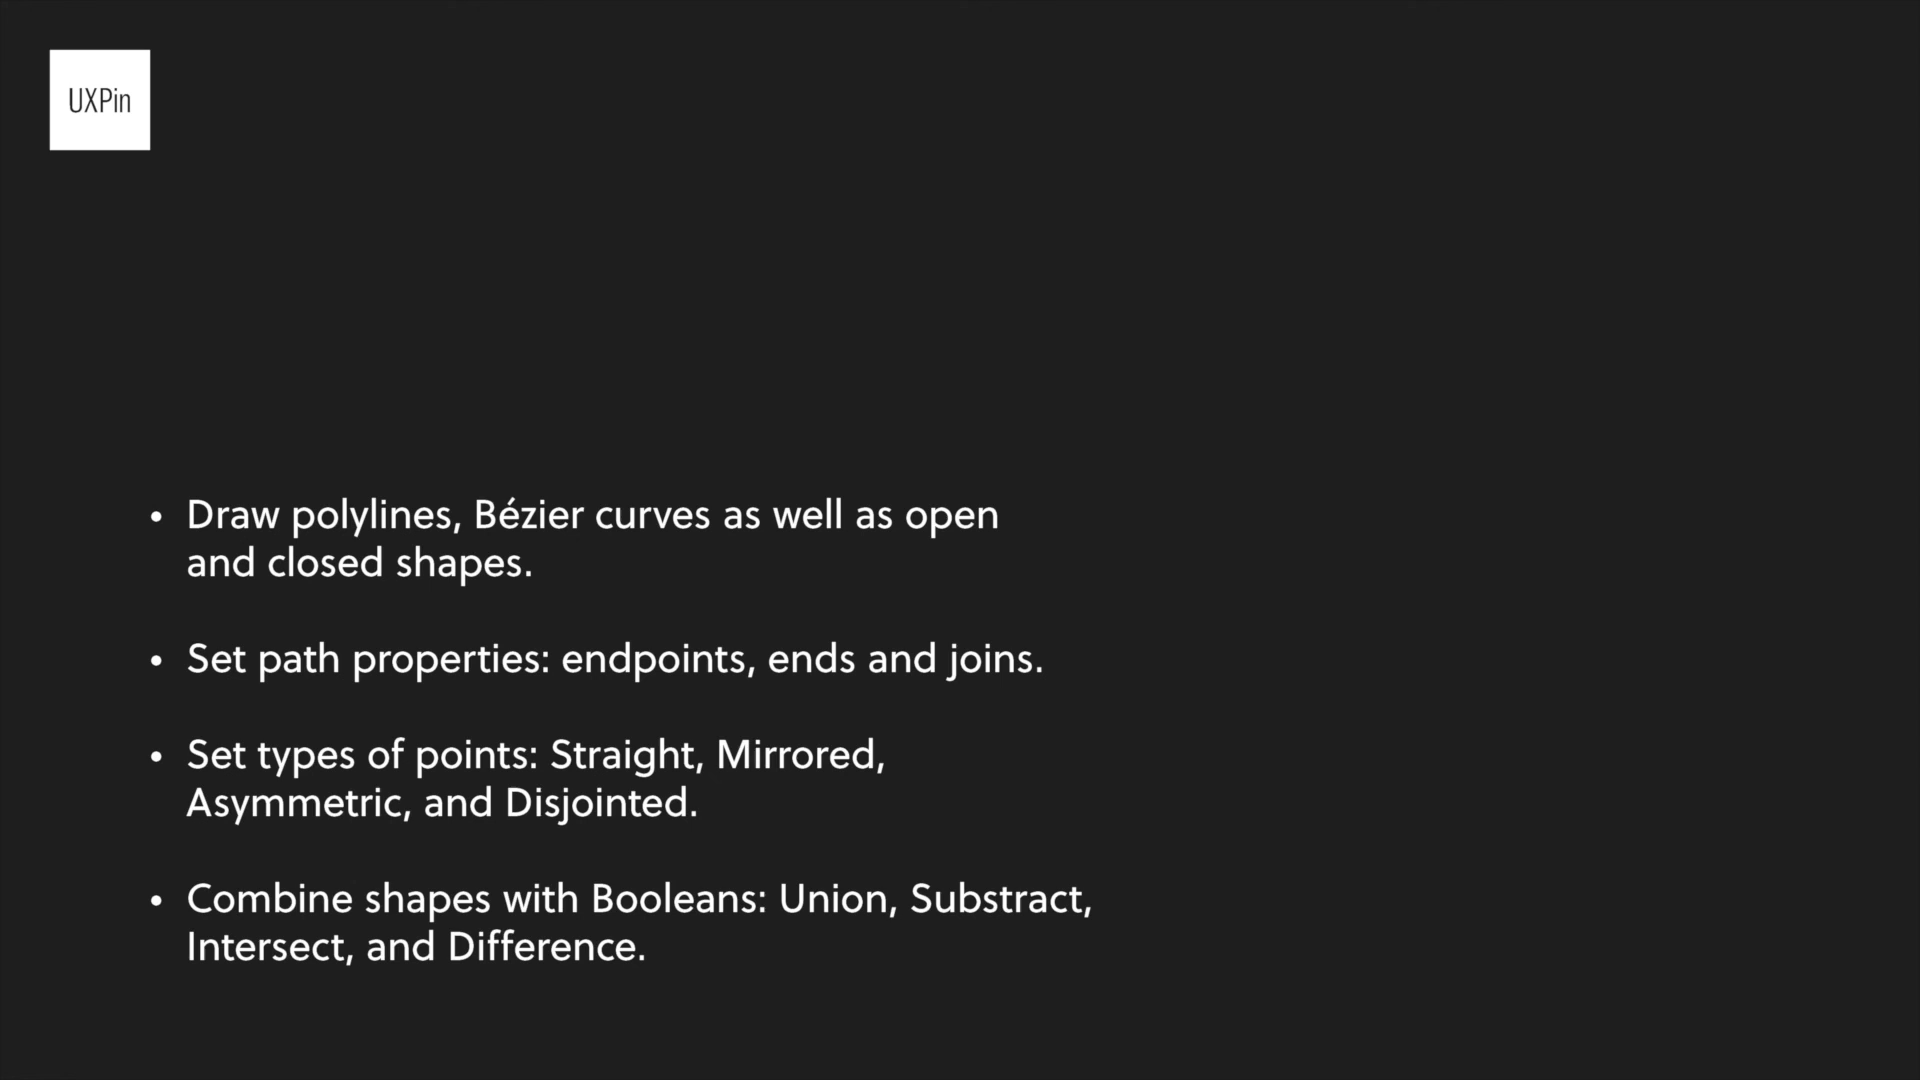 UXPin
• Draw polylines, Bézier curves as well as open
and closed shapes.
• Set path properties: endpoints, ends and joins.
• Set types of points: Straight, Mirrored,
Asymmetric, and Disjointed.
• Combine shapes with Booleans: Union, Substract,
Intersect, and Difference.